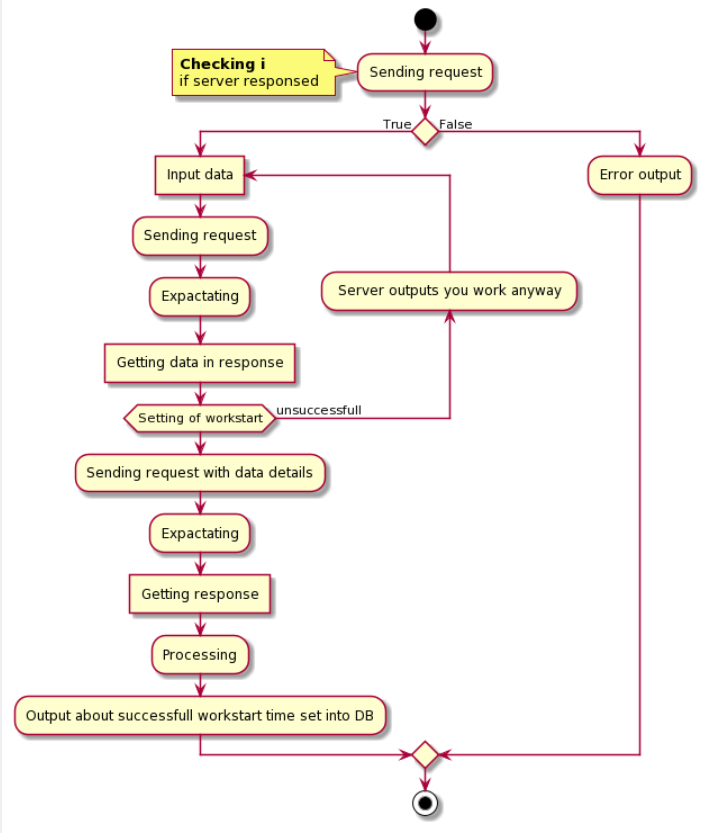 Checking i
if server responsed
Sending request
True
False
Input data
Error output
Sending request
Server outputs you work anyway
Expactating
Getting data in response
Setting of workstart
unsuccessfull
Sending request with data details
Expactating
Getting response
Processing
Output about successfull workstart time set into DB